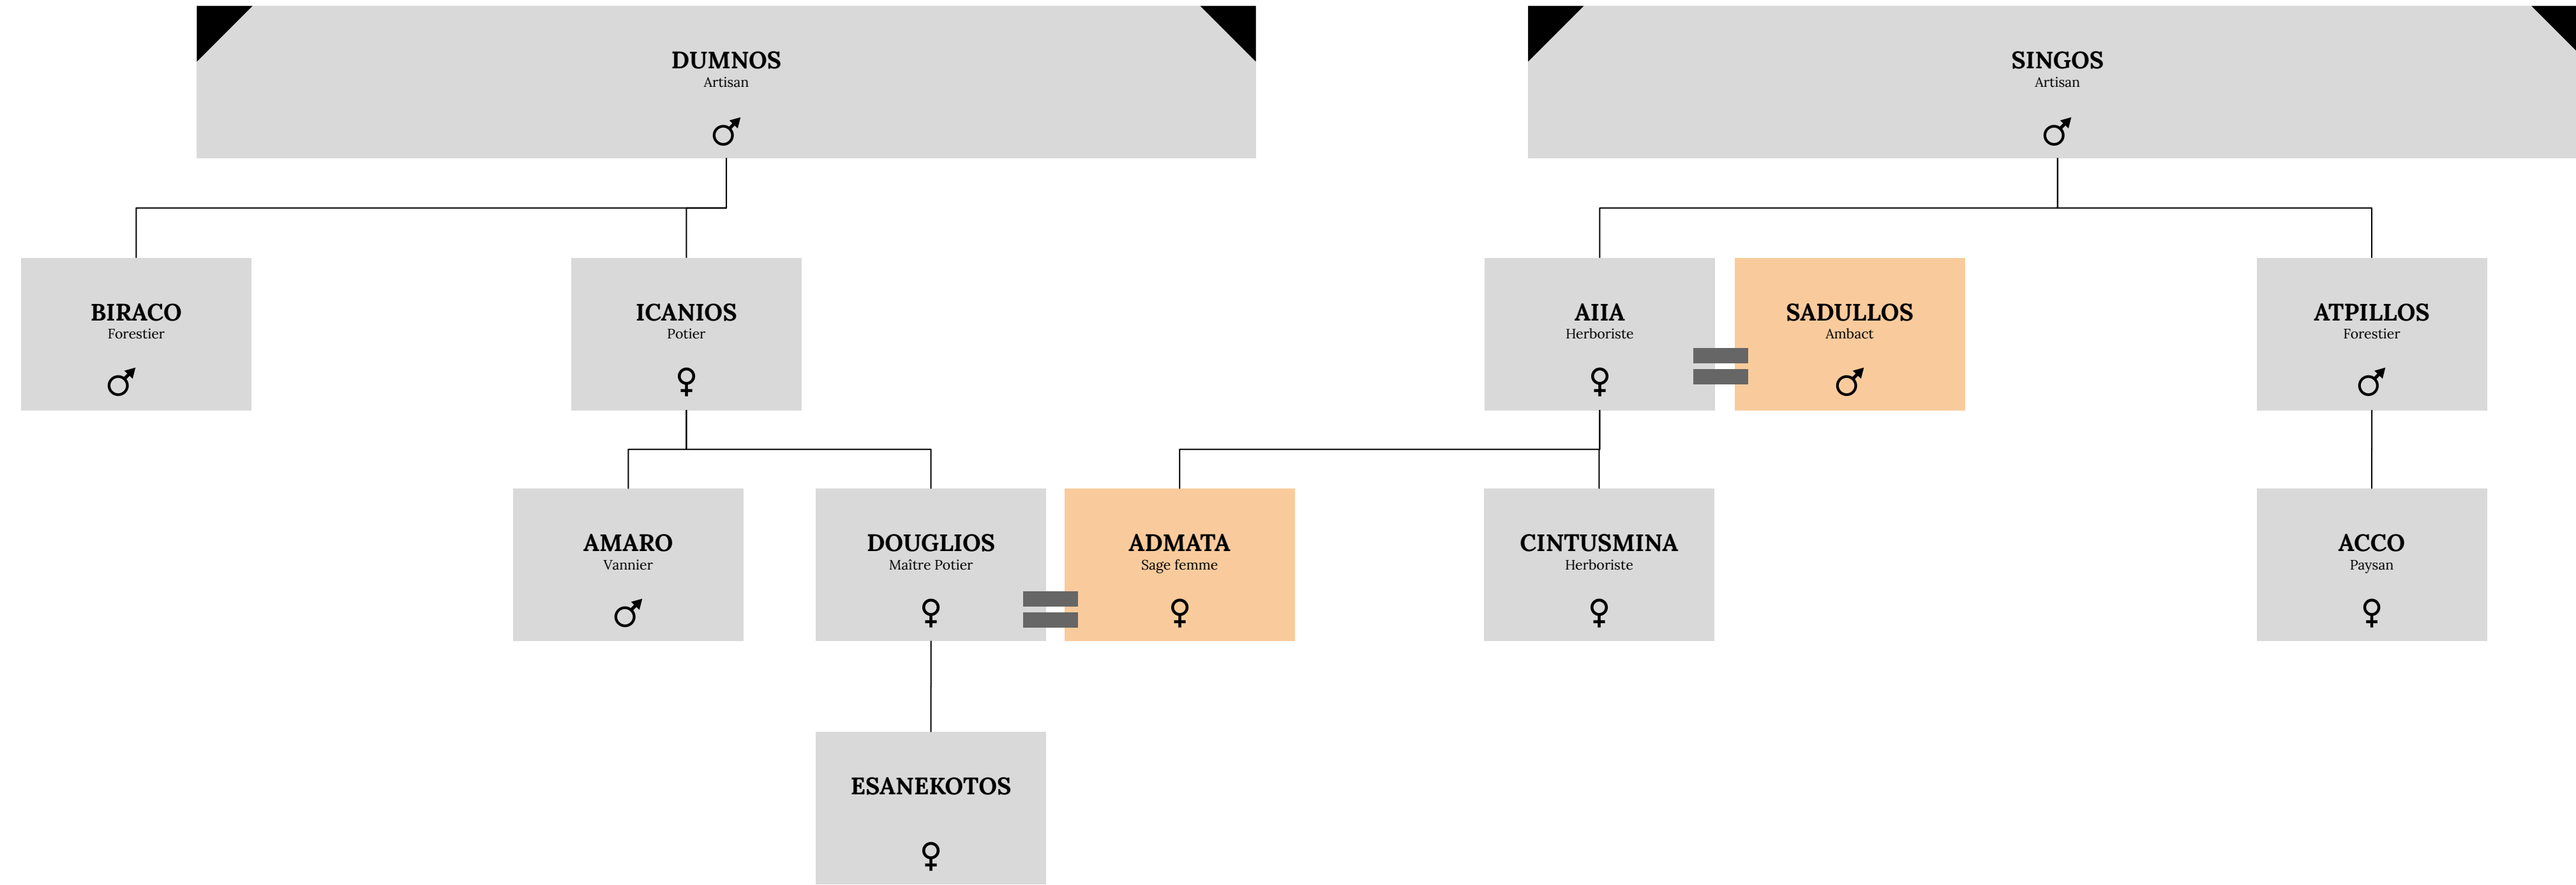 DUMNOS
Artisan
SINGOS
Artisan
BIRACO
Forestier
ICANIOS
Potier
AIIA
Herboriste
SADULLOS
Ambact
ATPILLOS
Forestier
AMARO
Vannier
DOUGLIOS
Maître Potier
ADMATA
Sage femme
CINTUSMINA
Herboriste
ACCO
Paysan
ESANEKOTOS